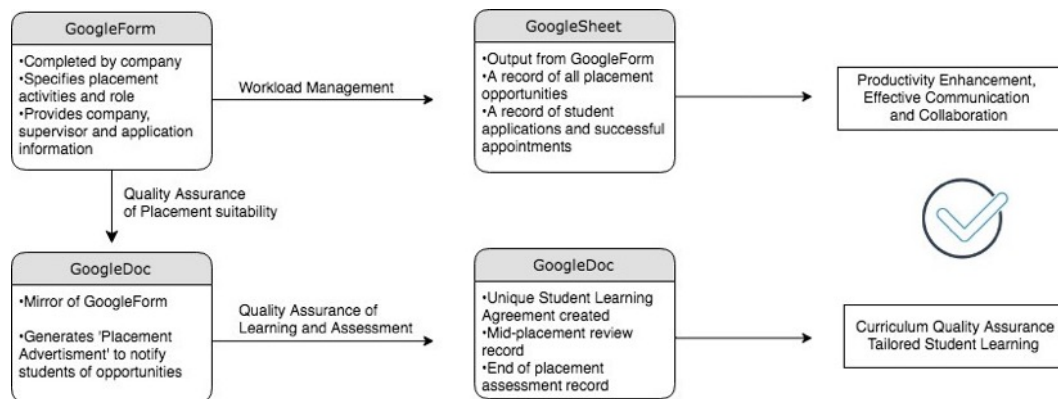 GoogleForm
•Completed by company
•Specifies placement
activities and role
•Provides company,
supervisor and application
information
Workload Management
GoogleSheet
•Output from GoogleForm
•A record of all placement
opportunities
•A record of student
applications and successful
appointments
Productivity Enhancement,
Effective Communication
and Collaboration
Quality Assurance
of Placement suitability
GoogleDoc
•Mirror of GoogleForm
•Generates 'Placement
Advertisment' to notify
students of opportunities
Quality Assurance of
Learning and Assessment
GoogleDoc
•Unique Student Learning
Agreement created
•Mid-placement review
record
•End of placement
assessment record
Curriculum Quality Assurance
Tailored Student Learning